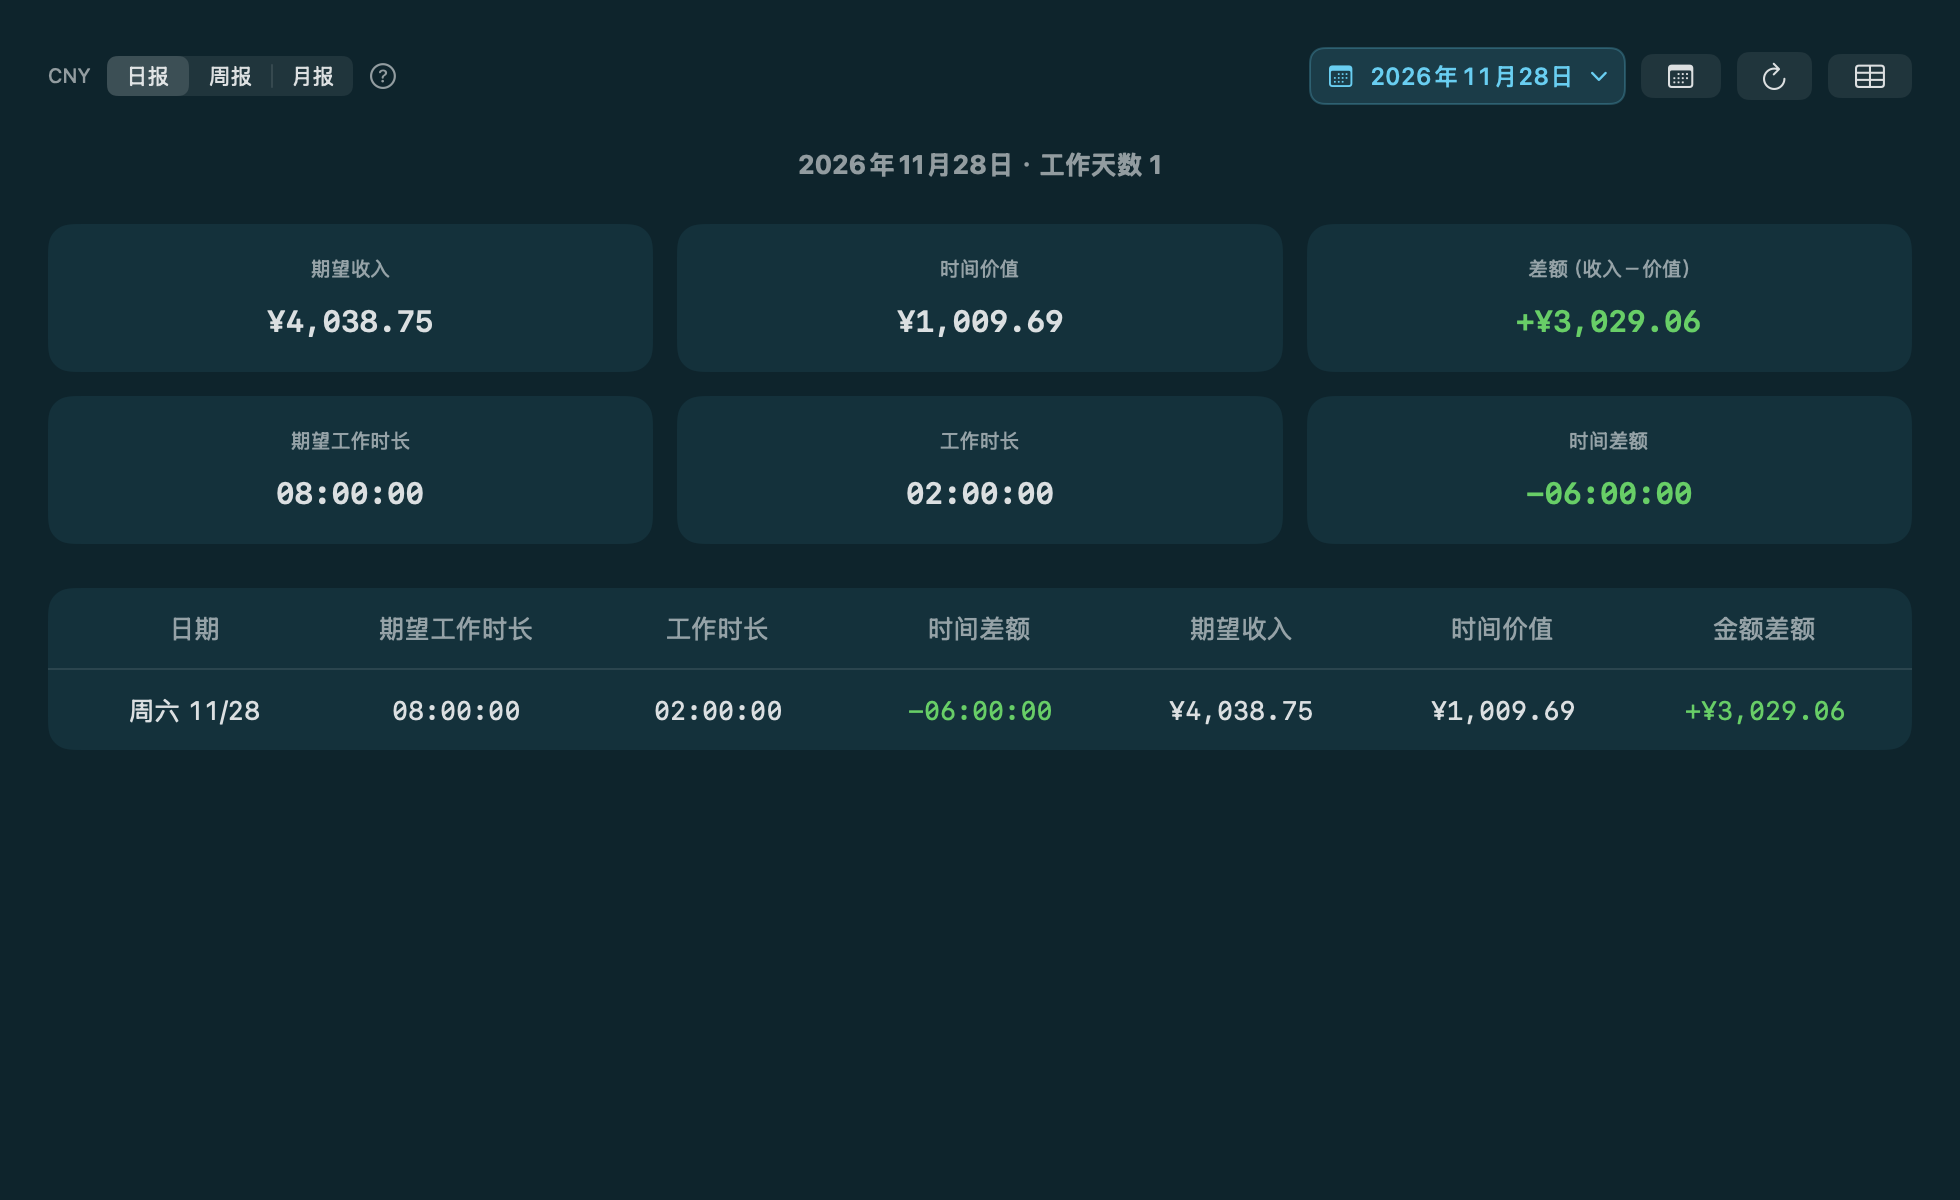 CNY 日报 周报 月报 ? 2026年11月28日
2026年11月28日 · 工作天数 1
期望收入 时间价值 差额 (收入–价值)
¥4,038.75 ¥1,009.69 +¥3,029.06
期望工作时长 工作时长 时间差额
08:00:00 02:00:00 −06:00:00
日期 期望工作时长 工作时长 时间差额 期望收入 时间价值 金额差额
周六 11/28 08:00:00 02:00:00 −06:00:00 ¥4,038.75 ¥1,009.69 +¥3,029.06